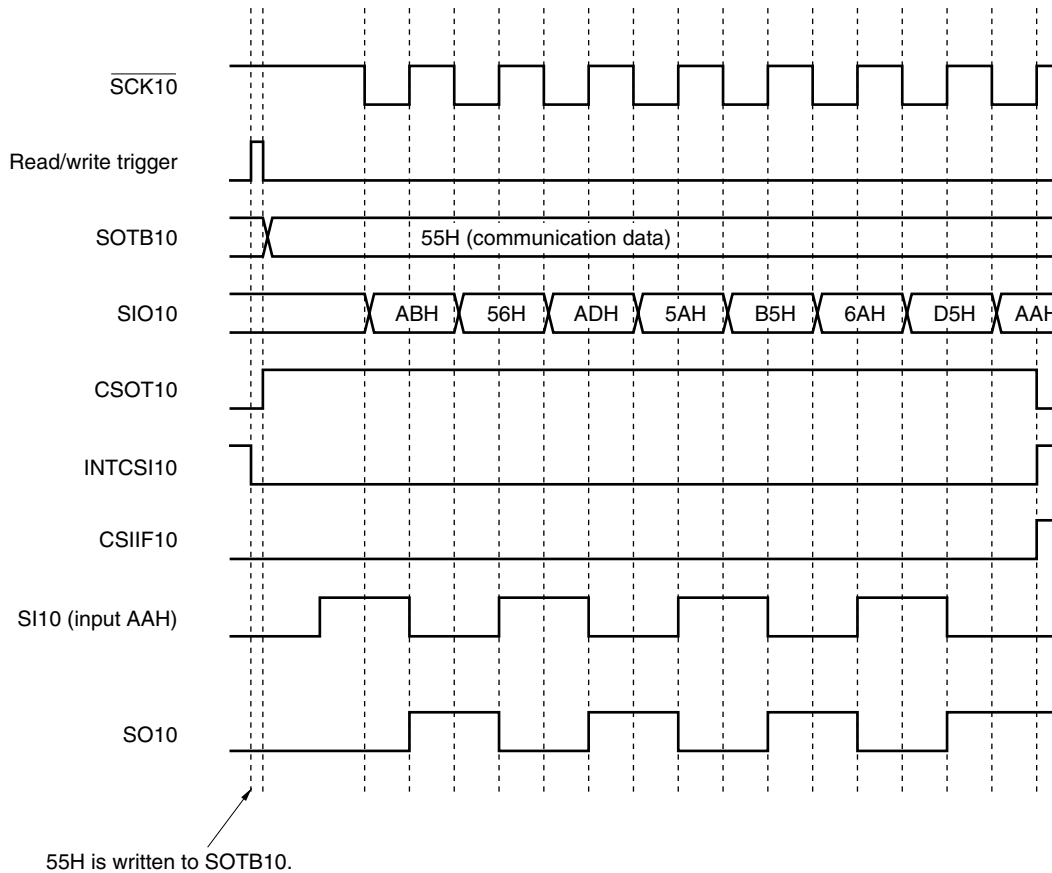 SCK10
Read/write trigger
SOTB10
55H (communication data)
SIO10
ABH 56H ADH 5AH B5H 6AH D5H AAH
CSOT10
INTCSI10
CSIIF10
SI10 (input AAH)
SO10
55H is written to SOTB10.